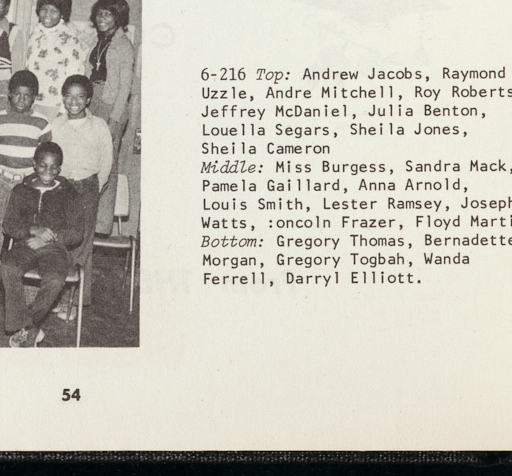 6-216 Top: Andrew Jacobs, Raymond
Uzzle, Andre Mitchell, Roy Roberts
Jeffrey McDaniel, Julia Benton,
Louella Segars, Sheila Jones,
Sheila Cameron
Middle: Miss Burgess, Sandra Mack,
Pamela Gaillard, Anna Arnold,
Louis Smith, Lester Ramsey, Joseph
Watts, :oncoln Frazer, Floyd Marti
Bottom: Gregory Thomas, Bernadette
Morgan, Gregory Togbah, Wanda
Ferrell, Darryl Elliott.
54